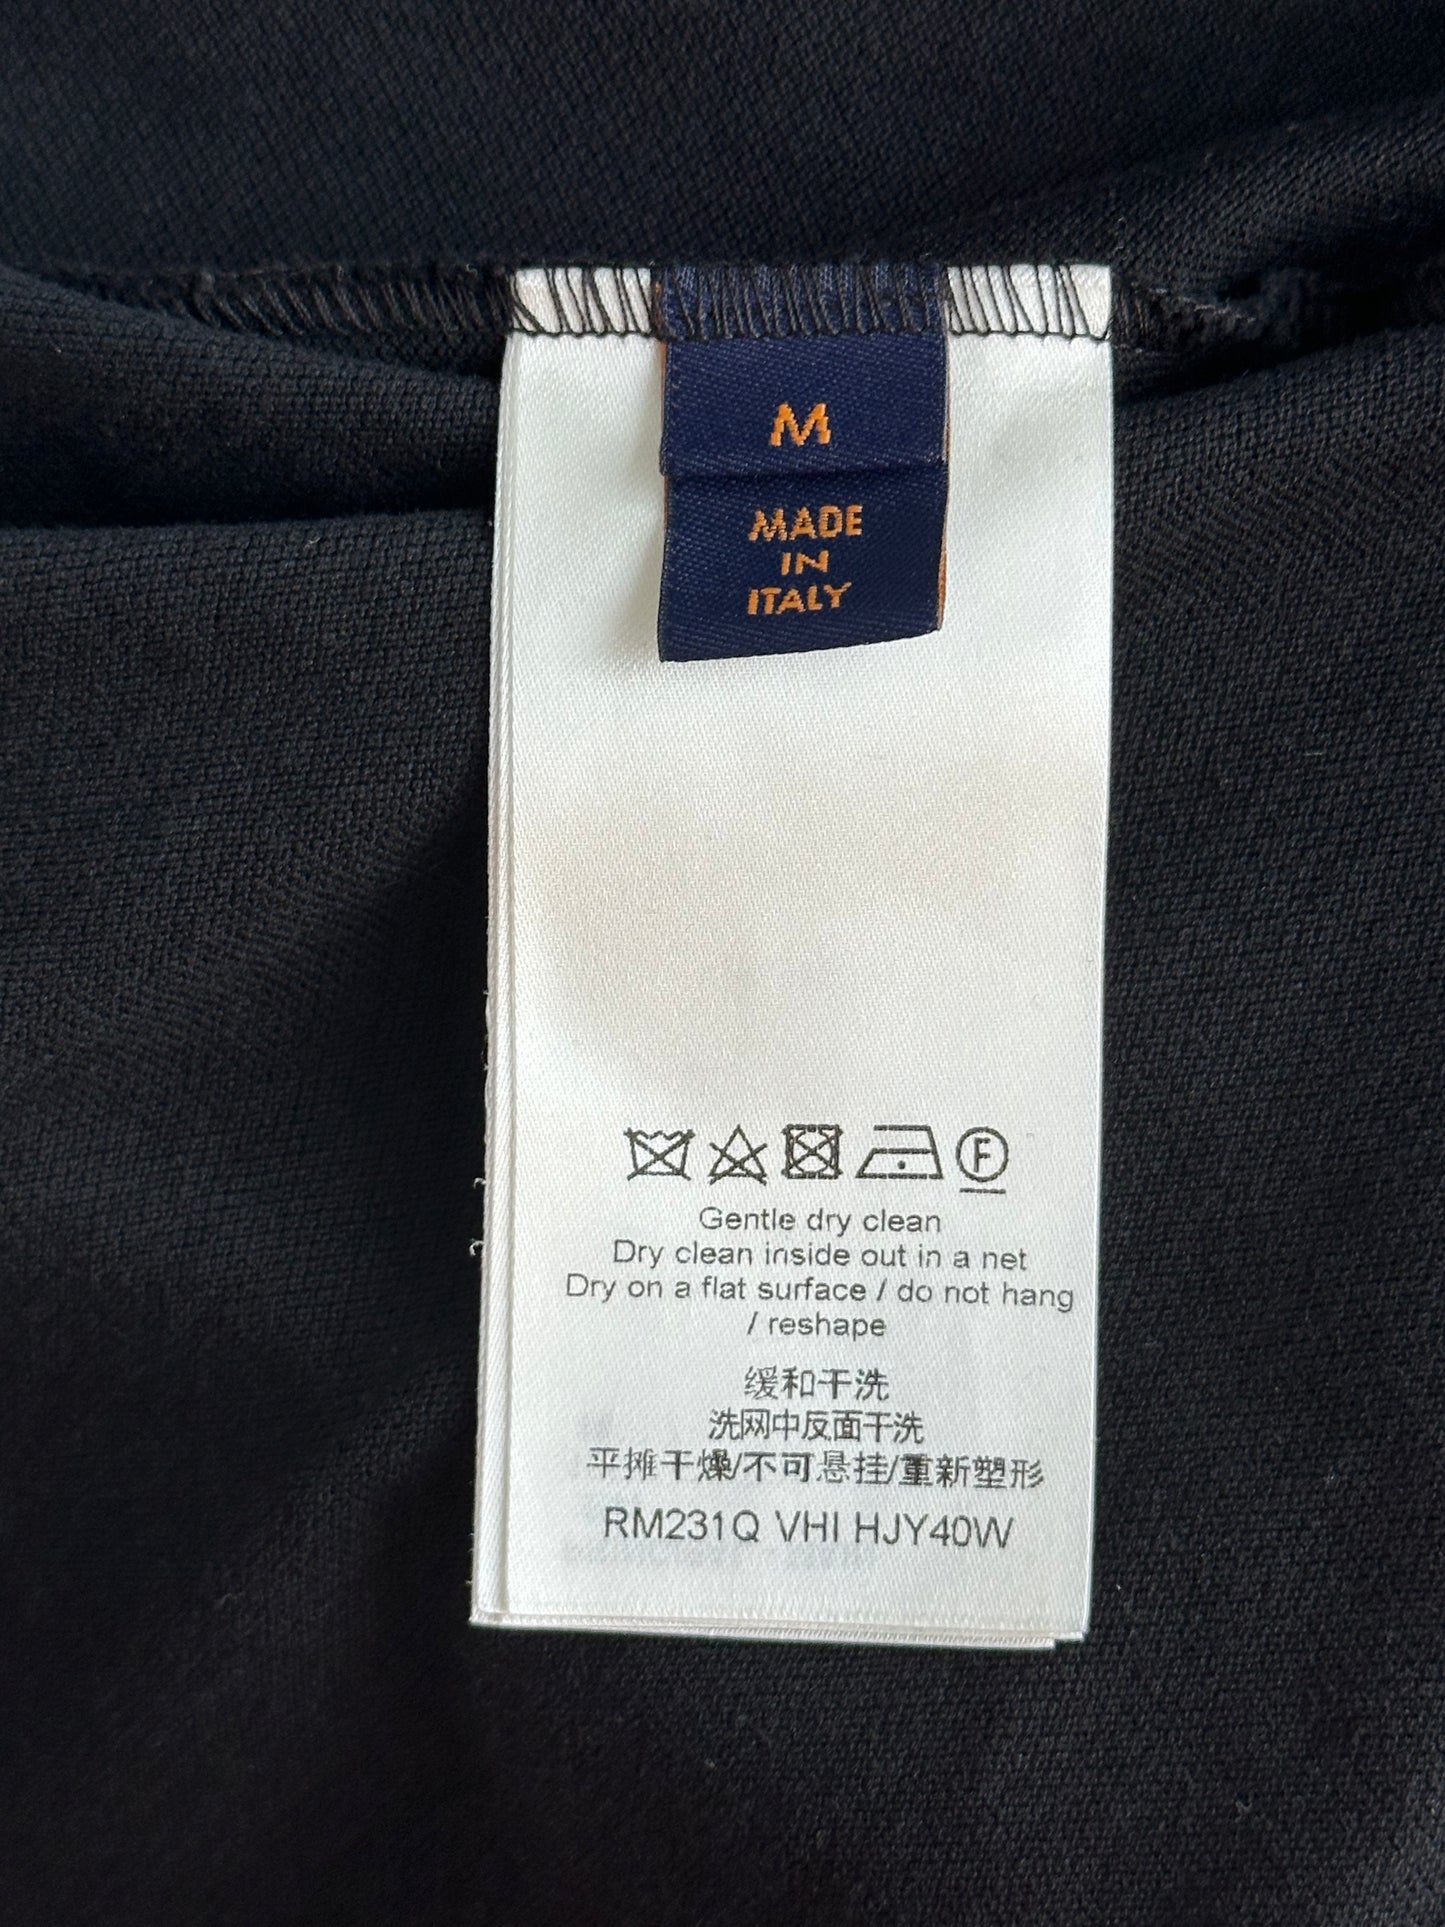 M
MADE
IN
ITALY
F
Gentle dry clean
Dry clean inside out in a net
Dry on a flat surface / do not hang
/ reshape
缓和干洗
洗网中反面干洗
平摊干燥/不可悬挂/重新塑形
RM231Q VHI HJY40W